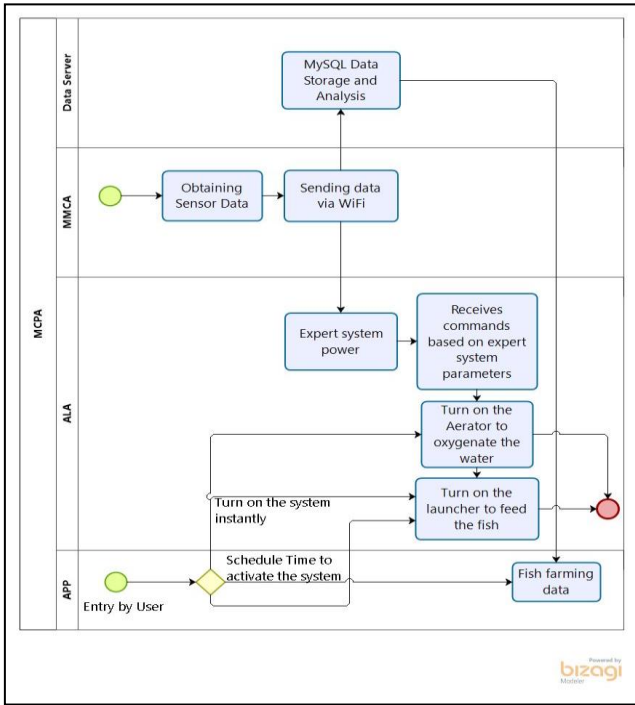 MCPA
Data Server
MySQL Data
Storage and
Analysis
MMCA
Obtaining
Sensor Data
Sending data
via WiFi
ALA
Expert system
power
Receives
commands
based on expert
system
parameters
Turn on the
Aerator to
oxygenate the
water
Turn on the system
instantly
Turn on the
launcher to feed
the fish
APP
Entry by User
Schedule Time to
activate the system
Fish farming
data
Powered by
bizagi
Modeler